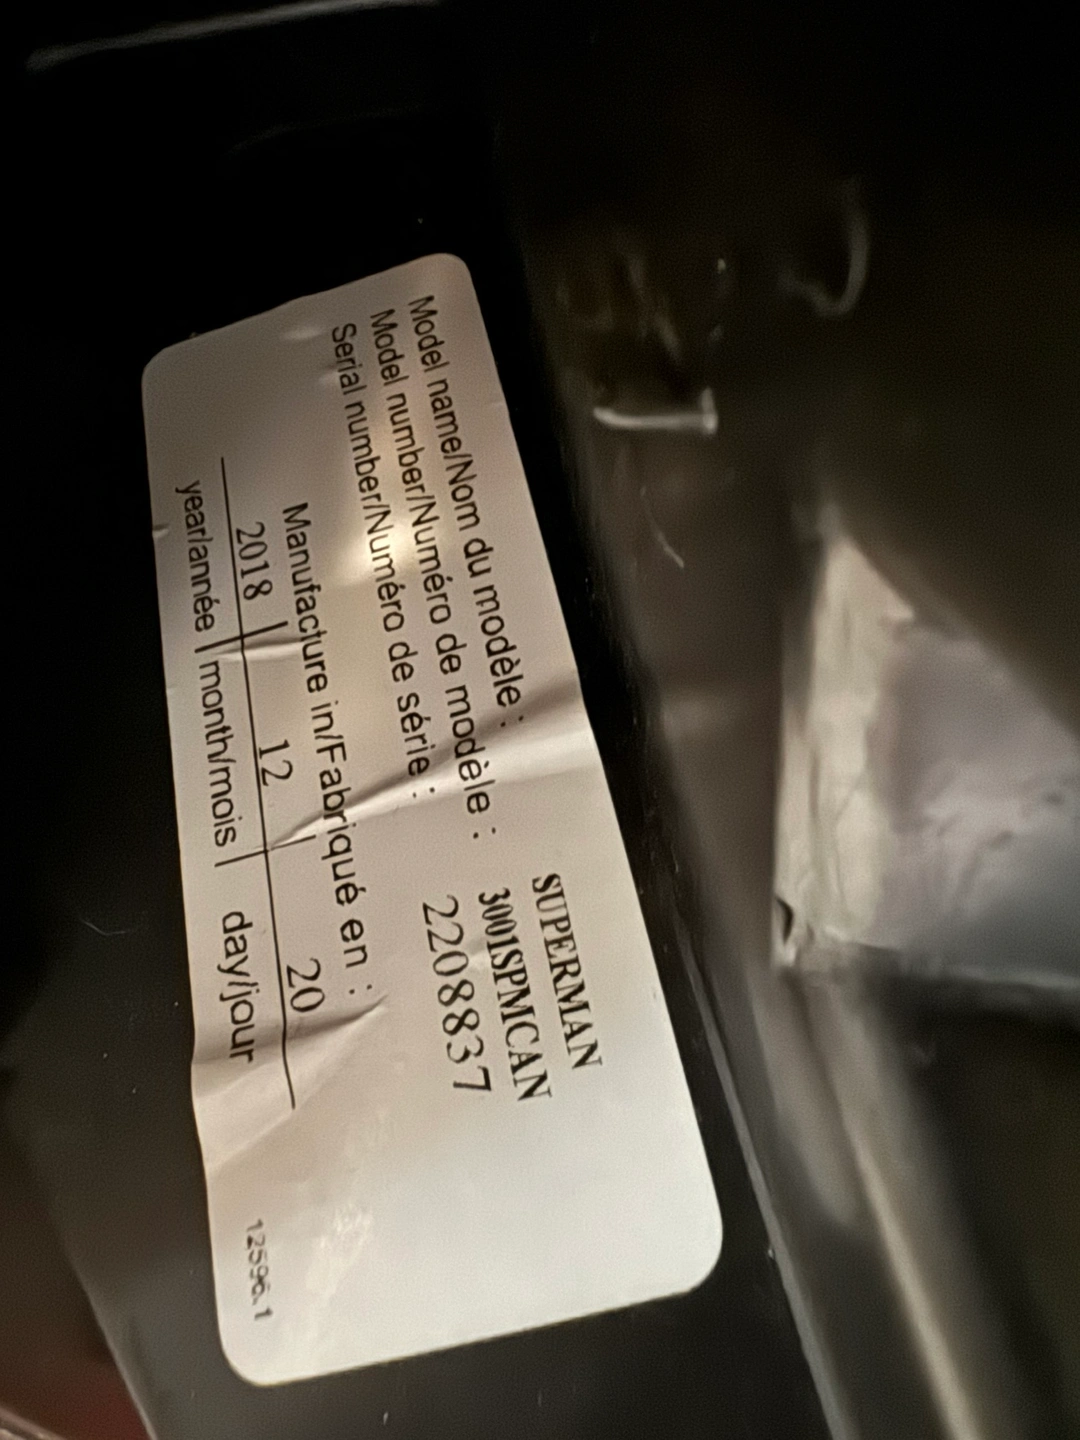 Model name/Nom du modèle : SUPERMAN
Model number/Numéro de modèle : 3001SPMCAN
Serial number/Numéro de série : 2208837
Manufacture in/Fabriqué en :
2018 | 12 | 20
year/année | month/mois | day/jour
12596.1